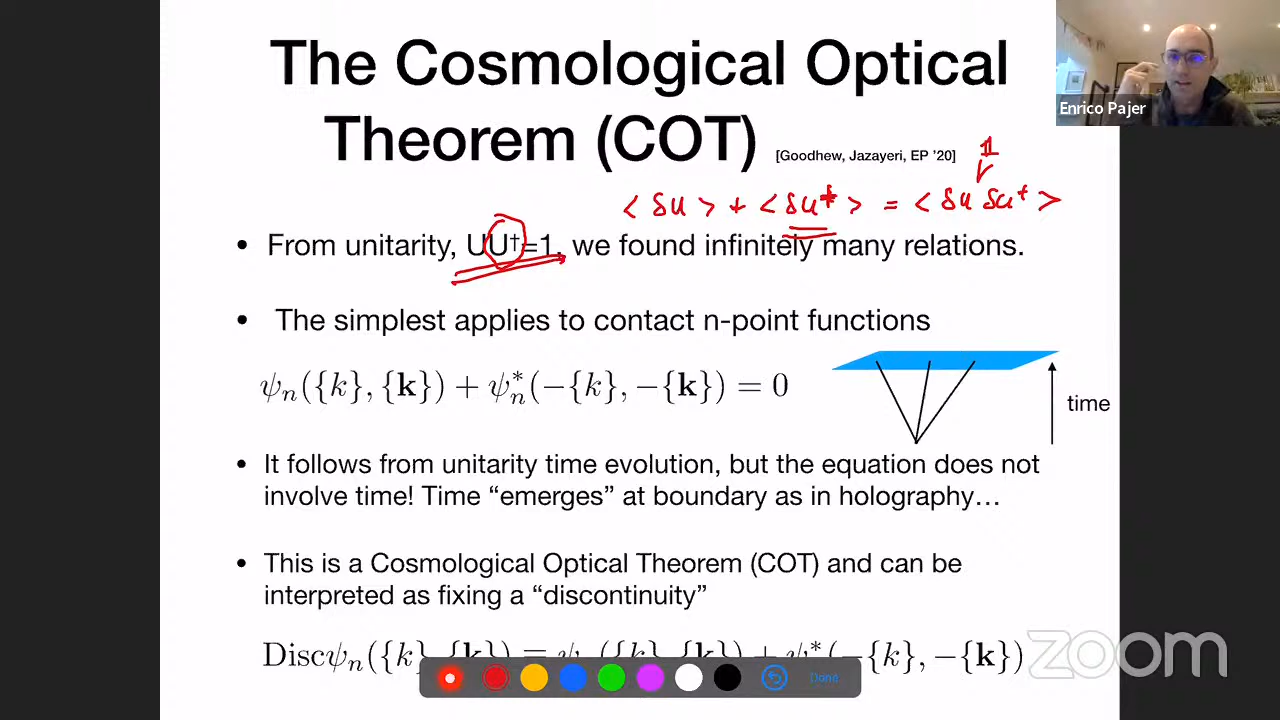 The Cosmological Optical
Theorem (COT) [Goodhew, Jazayeri, EP '20]
Enrico Pajer
𝟙
< δu > + < δu† > = < δu δu† >
• From unitarity, UU†=1, we found infinitely many relations.
• The simplest applies to contact n-point functions
ψn({k}, {k}) + ψn*(−{k}, −{k}) = 0
time
• It follows from unitarity time evolution, but the equation does not
involve time! Time “emerges” at boundary as in holography…
• This is a Cosmological Optical Theorem (COT) and can be
interpreted as fixing a “discontinuity”
Discψn({k}, {k}) ≡ ψn({k}, {k}) + ψn*(−{k}, −{k})
Done
zoom